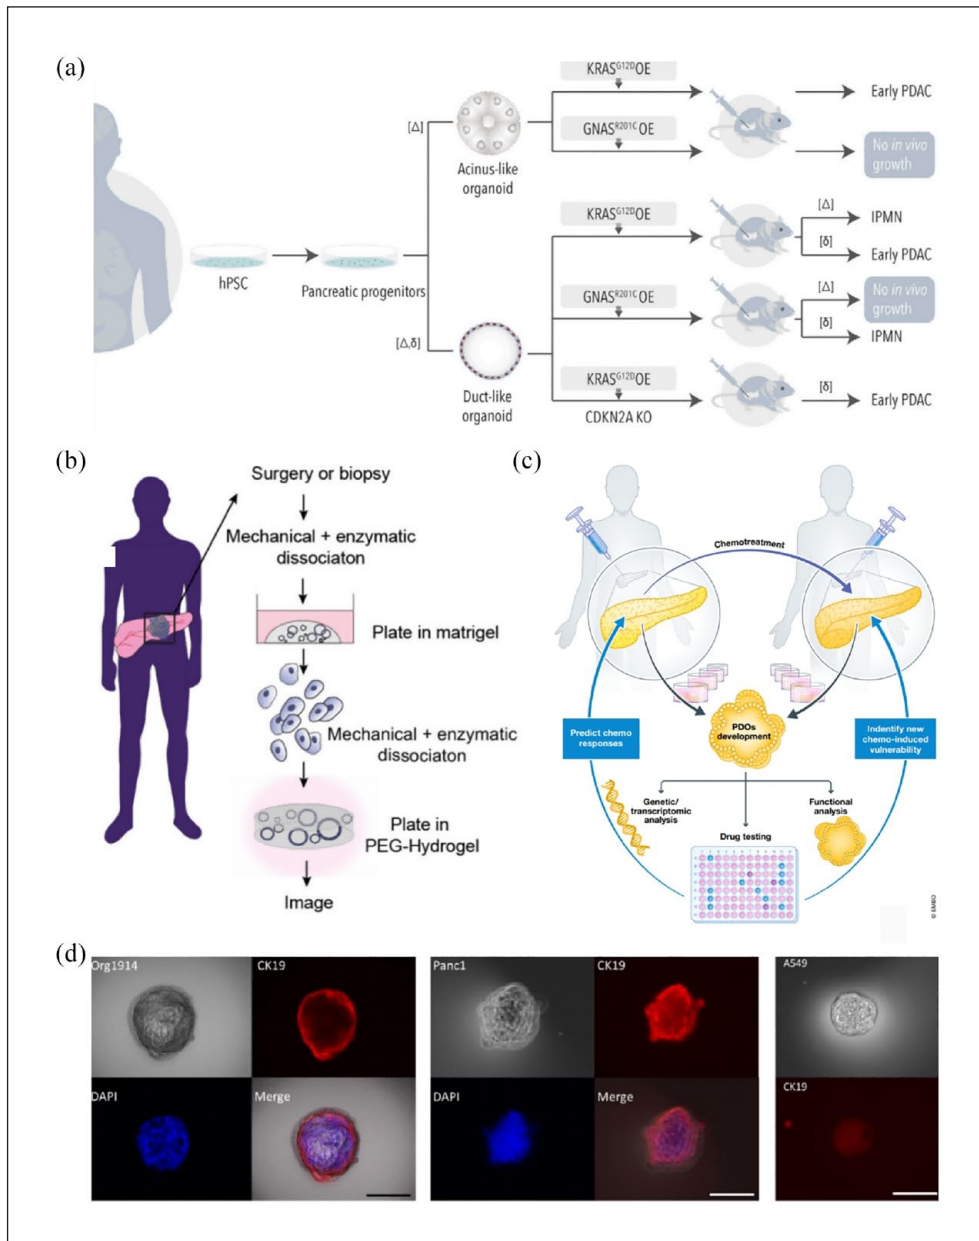 (a)
KRASG12D OE
Early PDAC
[Δ]
GNASR201C OE
No in vivo
growth
Acinus-like
organoid
KRASG12D OE
[Δ]
IPMN
[δ]
Early PDAC
hPSC
Pancreatic progenitors
GNASR201C OE
[Δ]
No in vivo
growth
[δ]
IPMN
[Δ,δ]
KRASG12D OE
[δ]
Early PDAC
Duct-like
organoid
CDKN2A KO
(b)
Surgery or biopsy
Mechanical + enzymatic
dissociaton
Plate in matrigel
Mechanical + enzymatic
dissociaton
Plate in
PEG-Hydrogel
Image
(c)
Chemotreatment
PDOs
development
Predict chemo
responses
Indentify new
chemo-induced
vulnerability
Genetic/
transcriptomic
analysis
Functional
analysis
Drug testing
© EMBO
(d)
Org1914
CK19
Panc1
CK19
A549
DAPI
Merge
DAPI
Merge
CK19